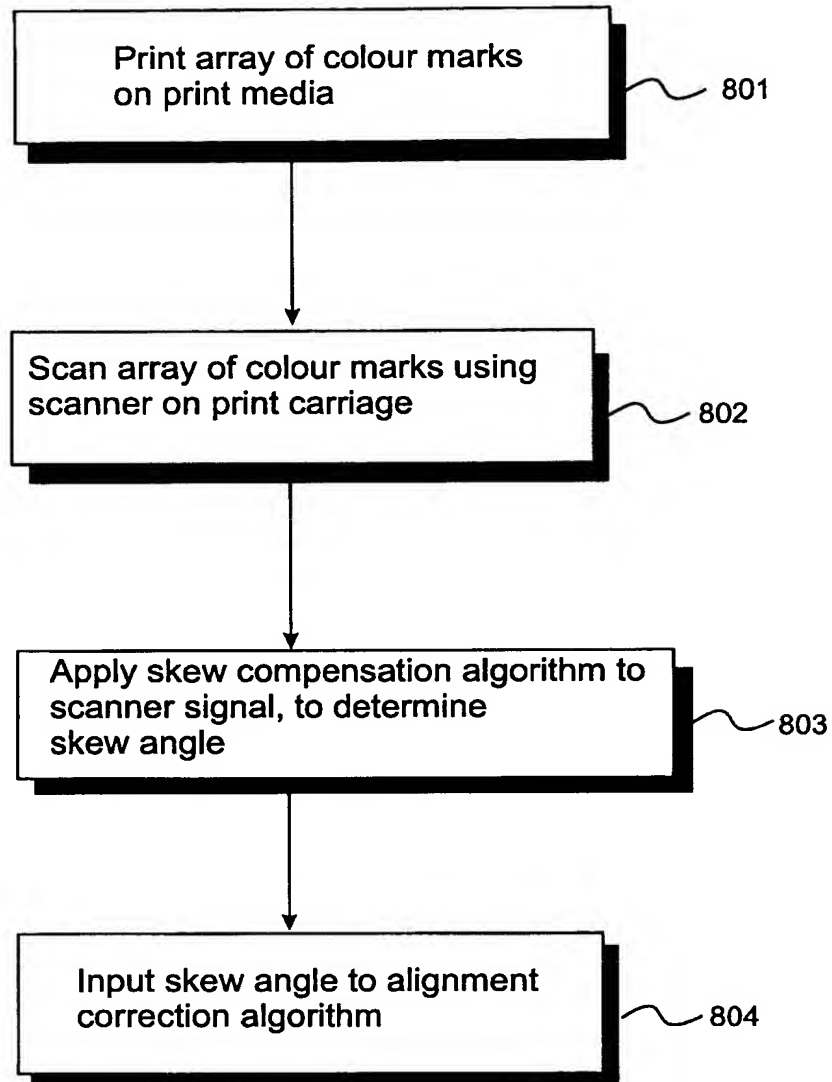 Print array of colour marks
on print media
801
Scan array of colour marks using
scanner on print carriage
802
Apply skew compensation algorithm to
scanner signal, to determine
skew angle
803
Input skew angle to alignment
correction algorithm
804